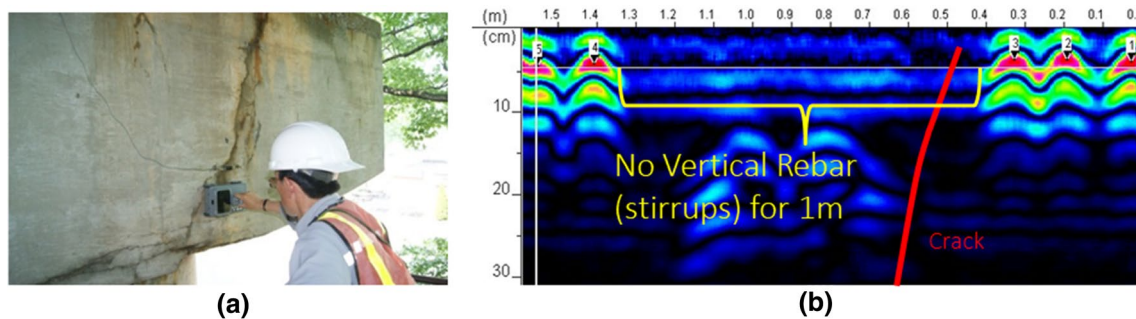 (m) 1.5 1.4 1.3 1.2 1.1 1.0 0.9 0.8 0.7 0.6 0.5 0.4 0.3 0.2 0.1 0.
(cm)
5 4 3 2 1
10
No Vertical Rebar
20
(stirrups) for 1m
Crack
30
(a) (b)